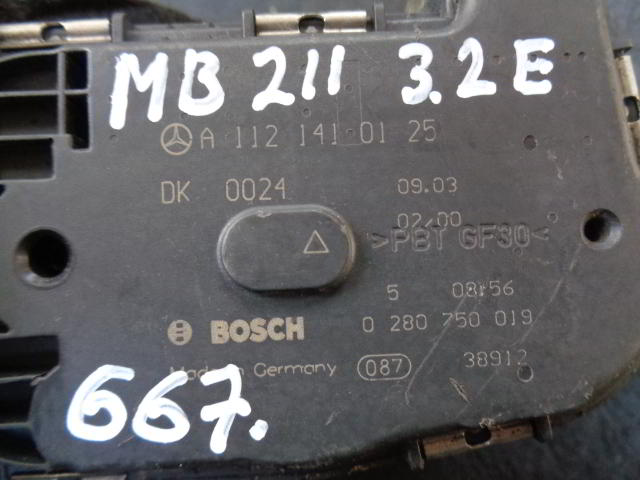 MB 211 3.2E
A 112 141 01 25
DK 0024 09.03
02.00
>PBT GF30<
5 08:56
BOSCH 0 280 750 019
Made in Germany 087 38912
667.